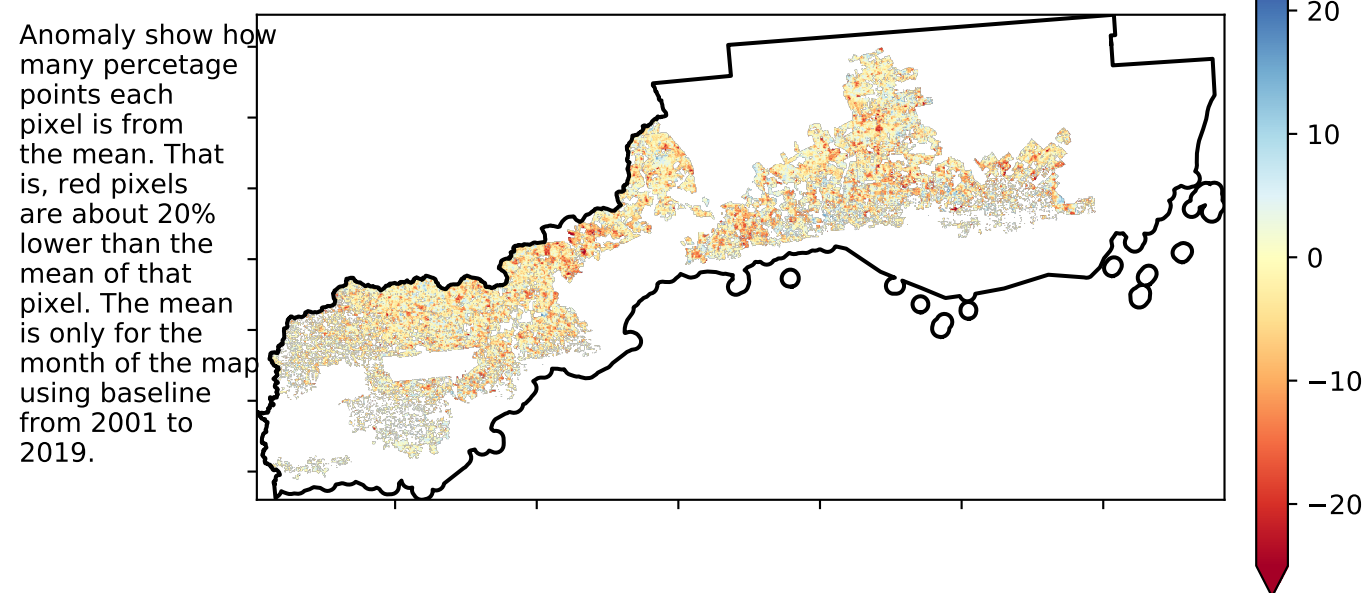 Anomaly show how
many percetage
points each
pixel is from
the mean. That
is, red pixels
are about 20%
lower than the
mean of that
pixel. The mean
is only for the
month of the map
using baseline
from 2001 to
2019.
20
10
0
−10
−20